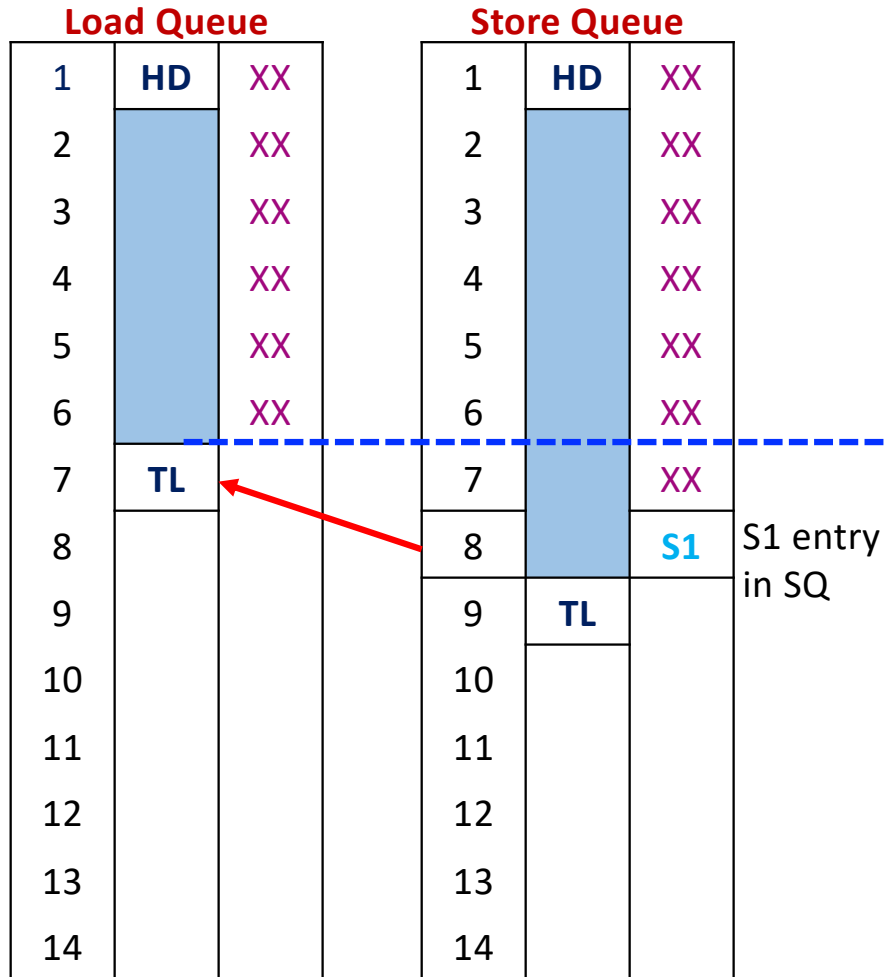 Load Queue Store Queue
1 HD XX 1 HD XX
2 XX 2 XX
3 XX 3 XX
4 XX 4 XX
5 XX 5 XX
6 XX 6 XX
7 TL 7 XX
8 8 S1 S1 entry
in SQ
9 9 TL
10 10
11 11
12 12
13 13
14 14